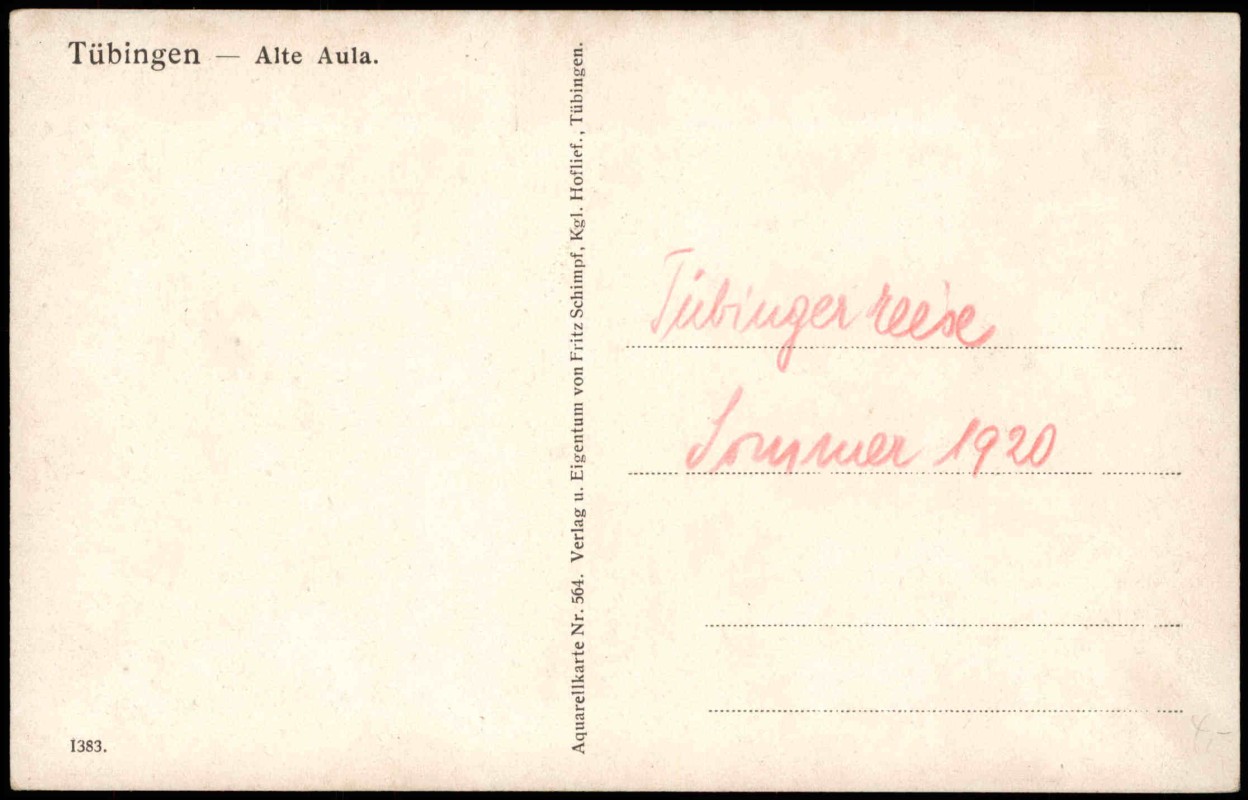 Tübingen — Alte Aula.
Aquarellkarte Nr. 564. Verlag u. Eigentum von Fritz Schimpf, Kgl. Hoflief., Tübingen.
Tübinger reise
Sommer 1920
1383.
4,-